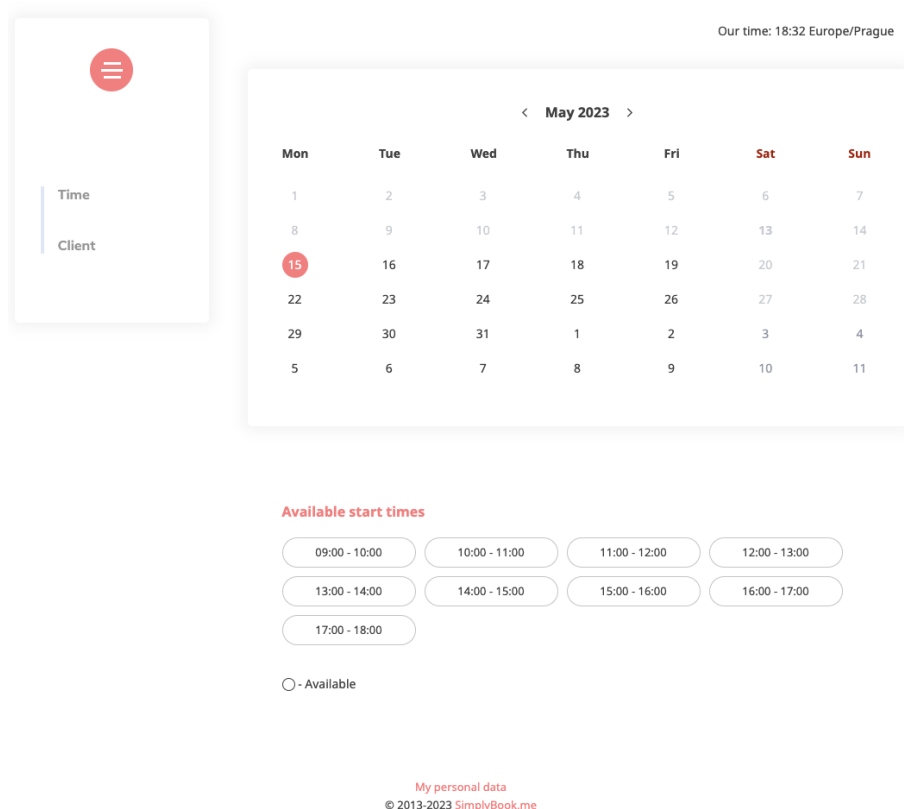 Our time: 18:32 Europe/Prague
Time
Client
< May 2023 >
Mon Tue Wed Thu Fri Sat Sun
1 2 3 4 5 6 7
8 9 10 11 12 13 14
15 16 17 18 19 20 21
22 23 24 25 26 27 28
29 30 31 1 2 3 4
5 6 7 8 9 10 11
Available start times
09:00 - 10:00 10:00 - 11:00 11:00 - 12:00 12:00 - 13:00
13:00 - 14:00 14:00 - 15:00 15:00 - 16:00 16:00 - 17:00
17:00 - 18:00
- Available
My personal data
© 2013-2023 SimplyBook.me